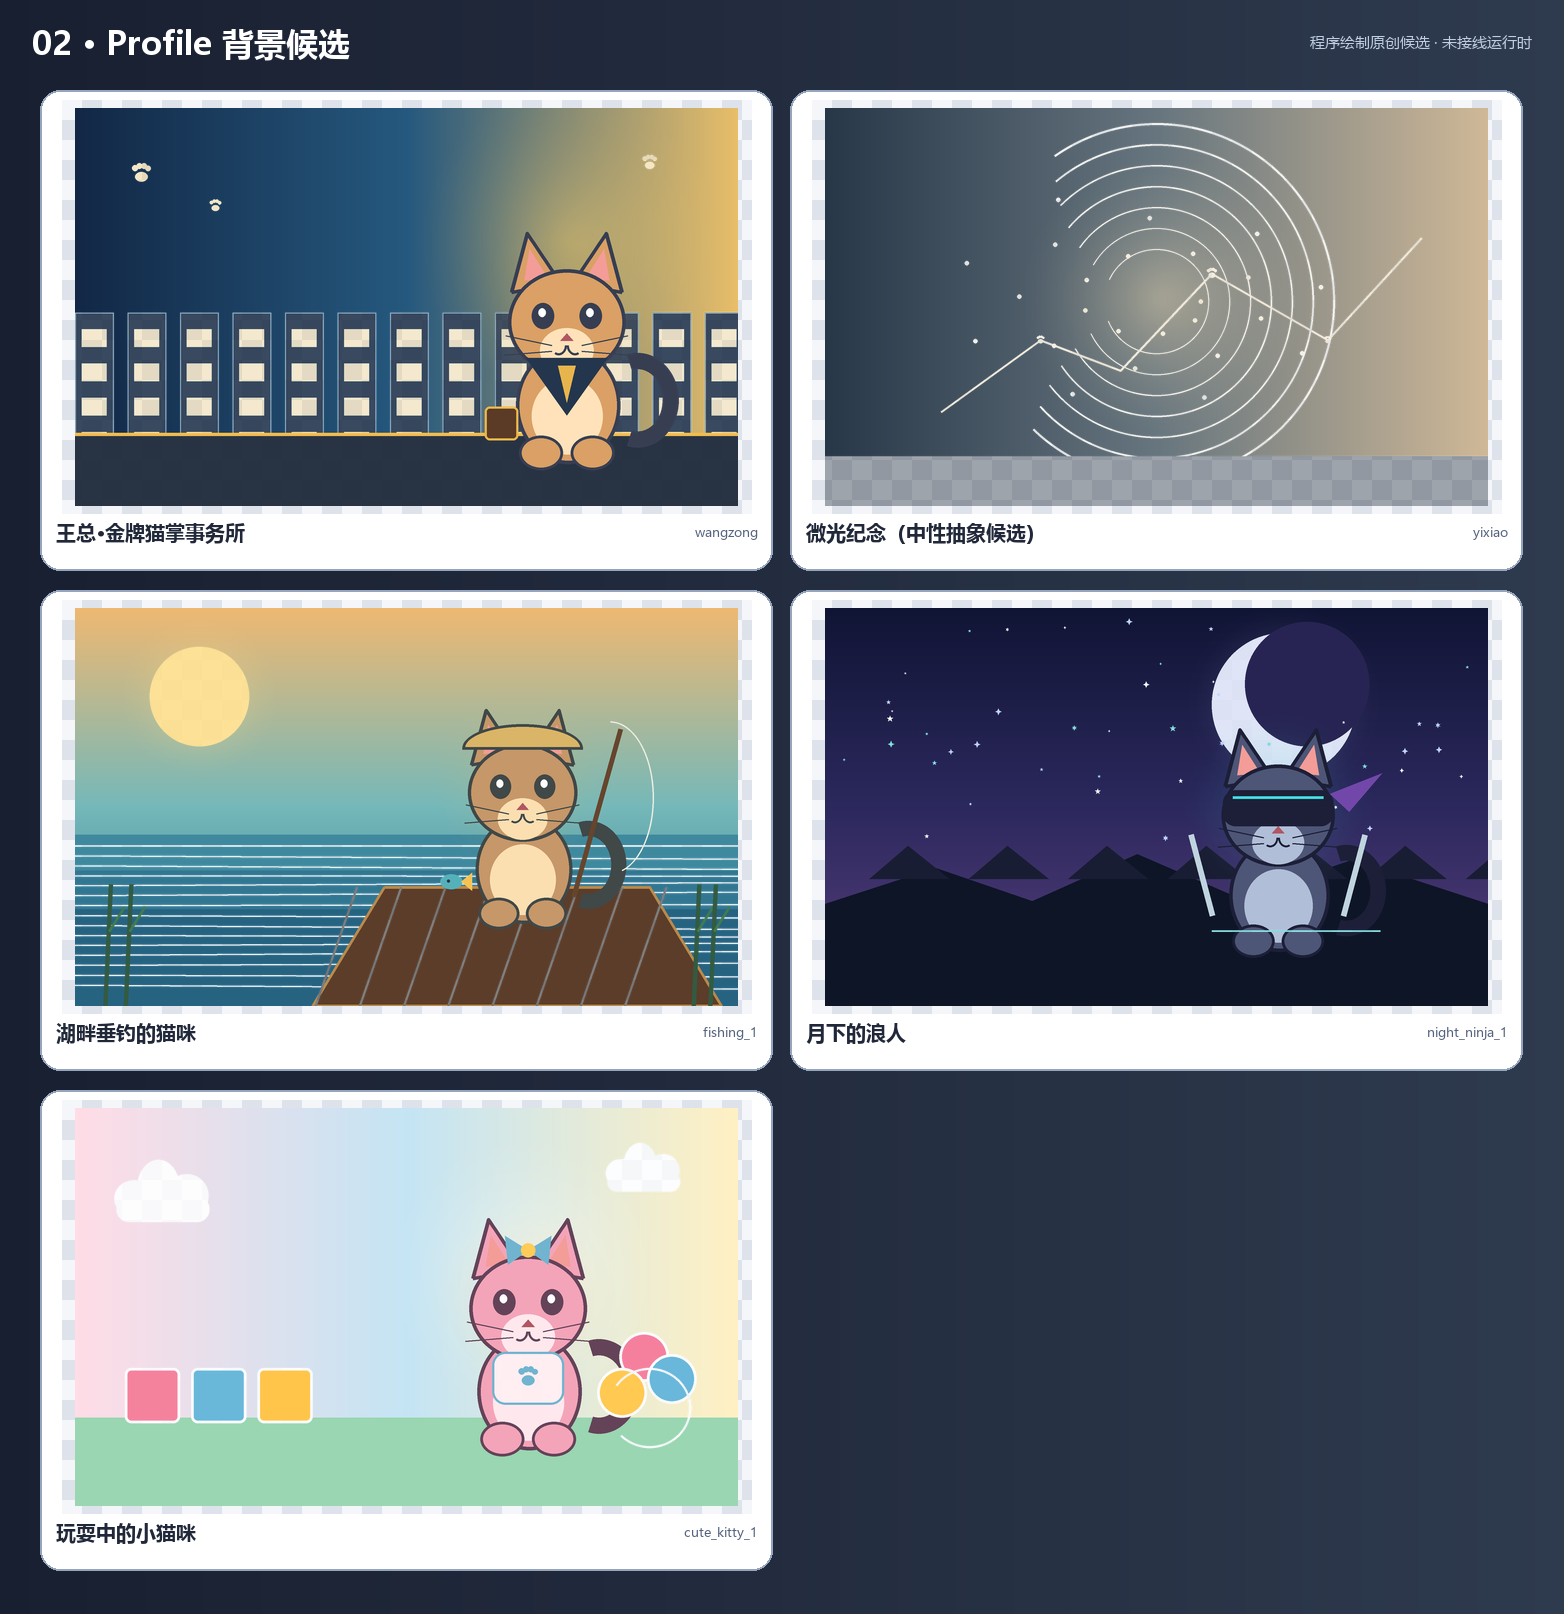 02 • Profile 背景候选
程序绘制原创候选 · 未接线运行时
王总•金牌猫掌事务所
wangzong
微光纪念（中性抽象候选）
yixiao
湖畔垂钓的猫咪
fishing_1
月下的浪人
night_ninja_1
玩耍中的小猫咪
cute_kitty_1